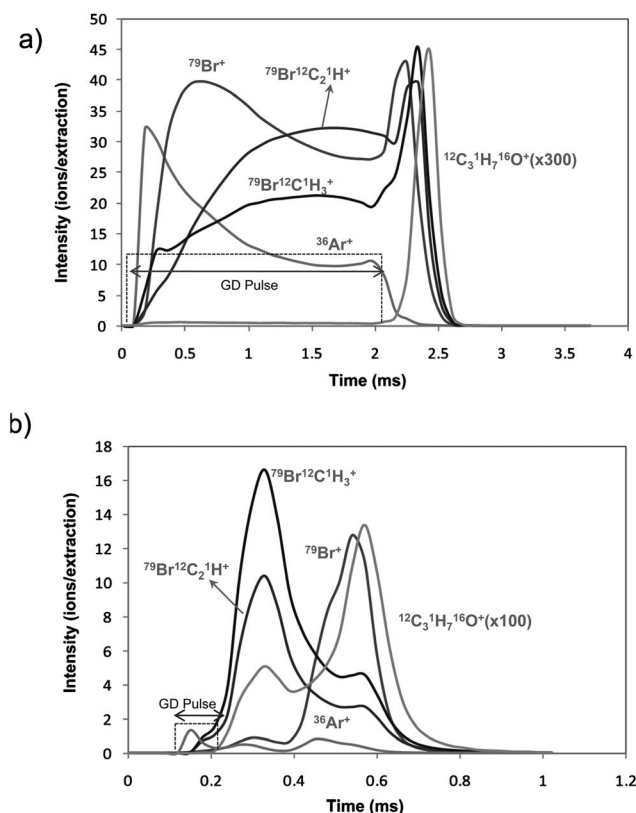 a)
Intensity (ions/extraction)
50
45
40
35
30
25
20
15
10
5
0
⁷⁹Br⁺
⁷⁹Br¹²C₂¹H⁺
¹²C₃¹H₇¹⁶O⁺(x300)
⁷⁹Br¹²C¹H₃⁺
³⁶Ar⁺
GD Pulse
0 0.5 1 1.5 2 2.5 3 3.5 4
Time (ms)
b)
Intensity (ions/extraction)
18
16
14
12
10
8
6
4
2
0
⁷⁹Br¹²C¹H₃⁺
⁷⁹Br⁺
⁷⁹Br¹²C₂¹H⁺
¹²C₃¹H₇¹⁶O⁺(x100)
GD Pulse
³⁶Ar⁺
0 0.2 0.4 0.6 0.8 1 1.2
Time (ms)